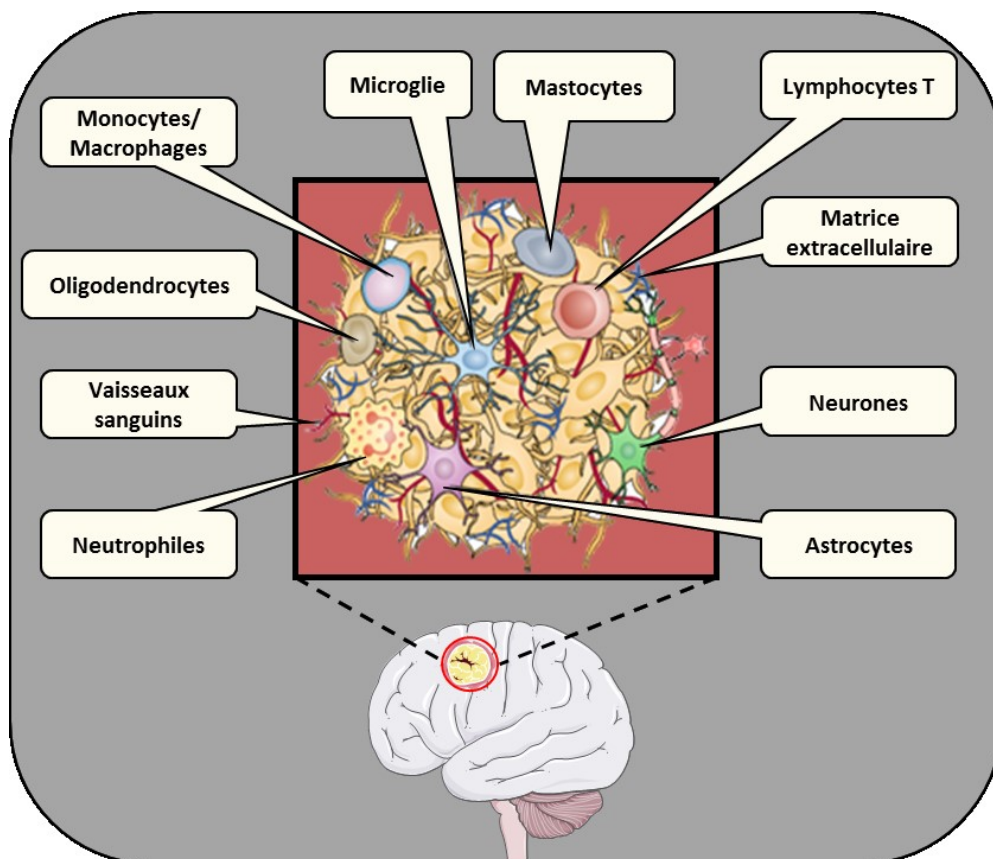 Microglie
Mastocytes
Lymphocytes T
Monocytes/
Macrophages
Matrice
extracellulaire
Oligodendrocytes
Vaisseaux
sanguins
Neurones
Neutrophiles
Astrocytes